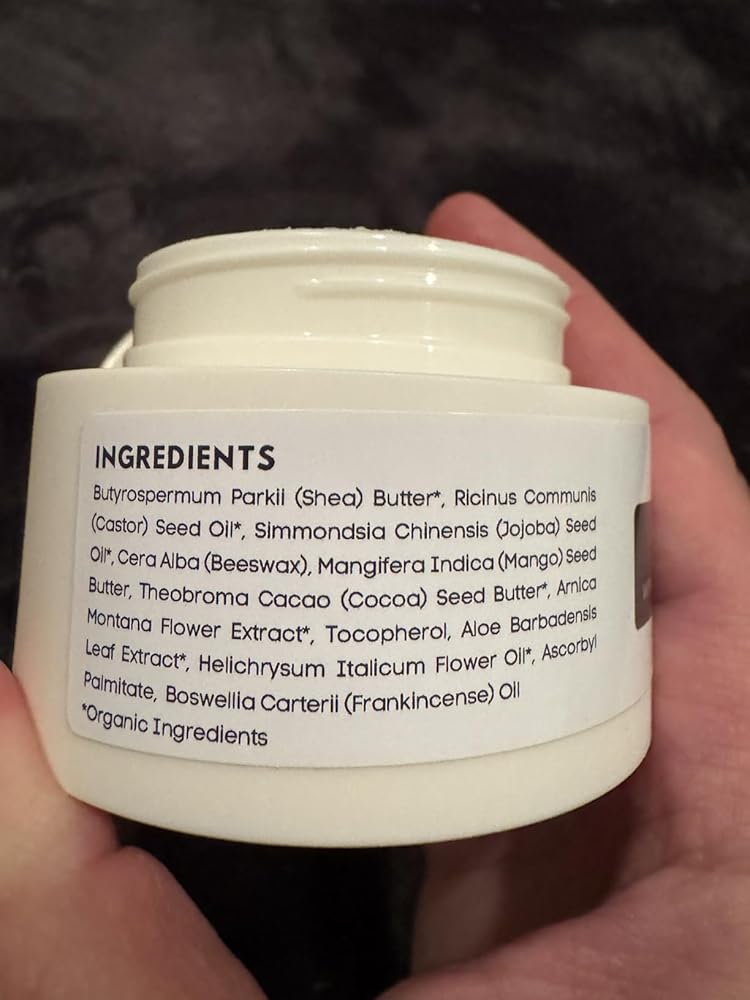 INGREDIENTS
Butyrospermum Parkii (Shea) Butter*, Ricinus Communis
(Castor) Seed Oil*, Simmondsia Chinensis (Jojoba) Seed
Oil*, Cera Alba (Beeswax), Mangifera Indica (Mango) Seed
Butter, Theobroma Cacao (Cocoa) Seed Butter*, Arnica
Montana Flower Extract*, Tocopherol, Aloe Barbadensis
Leaf Extract*, Helichrysum Italicum Flower Oil*, Ascorbyl
Palmitate, Boswellia Carterii (Frankincense) Oil
*Organic Ingredients